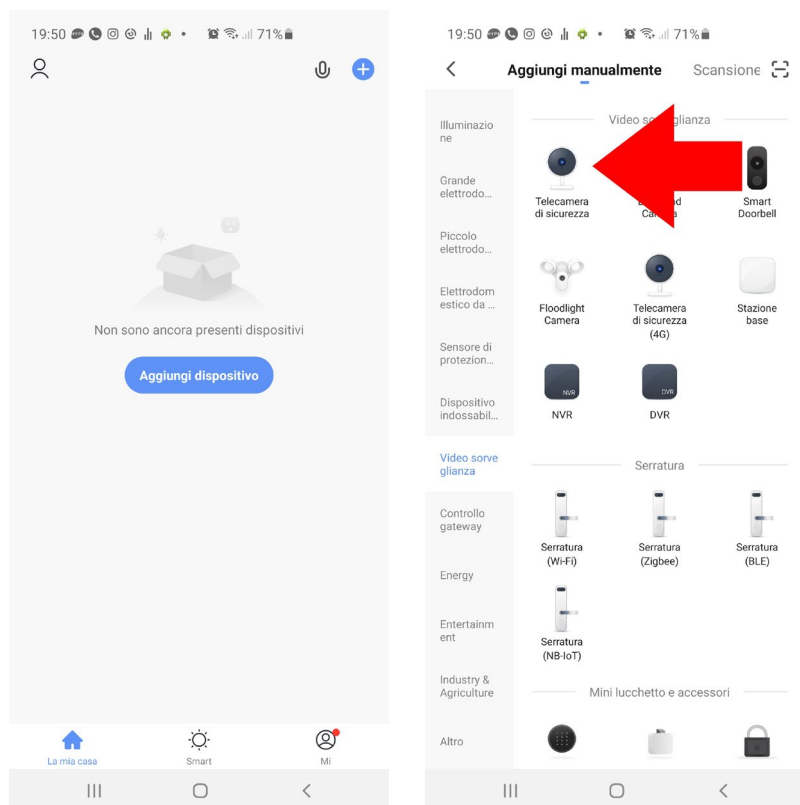 19:50
71%
Non sono ancora presenti dispositivi
Aggiungi dispositivo
La mia casa
Smart
Mi
19:50
71%
Aggiungi manualmente
Scansione
Illuminazio
ne
Grande
elettrodo...
Piccolo
elettrodo...
Elettrodom
estico da ...
Sensore di
protezion...
Dispositivo
indossabil...
Video sorve
glianza
Controllo
gateway
Energy
Entertainm
ent
Industry &
Agriculture
Altro
Video so glianza
Telecamera
di sicurezza
Smart
Doorbell
Floodlight
Camera
Telecamera
di sicurezza
(4G)
Stazione
base
NVR
DVR
NVR
DVR
Serratura
Serratura
(Wi-Fi)
Serratura
(Zigbee)
Serratura
(BLE)
Serratura
(NB-IoT)
Mini lucchetto e accessori